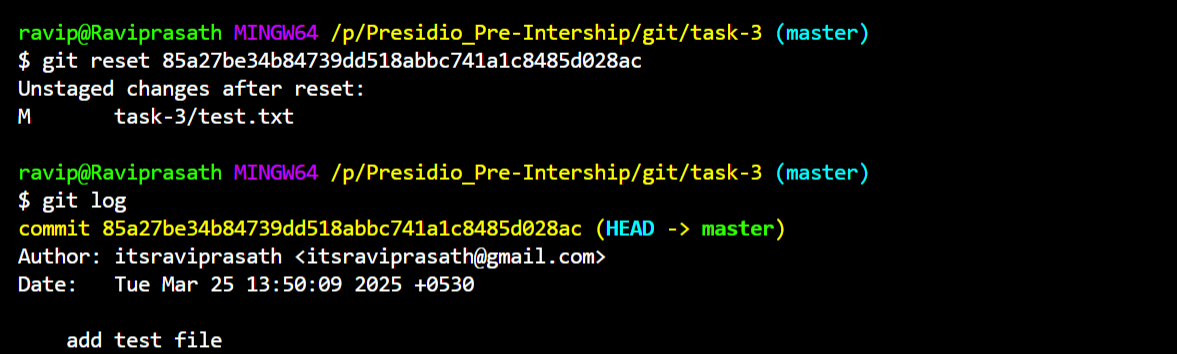 ravip@Raviprasath MINGW64 /p/Presidio_Pre-Intership/git/task-3 (master)
$ git reset 85a27be34b84739dd518abbc741a1c8485d028ac
Unstaged changes after reset:
M       task-3/test.txt
ravip@Raviprasath MINGW64 /p/Presidio_Pre-Intership/git/task-3 (master)
$ git log
commit 85a27be34b84739dd518abbc741a1c8485d028ac (HEAD -> master)
Author: itsraviprasath <itsraviprasath@gmail.com>
Date:   Tue Mar 25 13:50:09 2025 +0530
    add test file